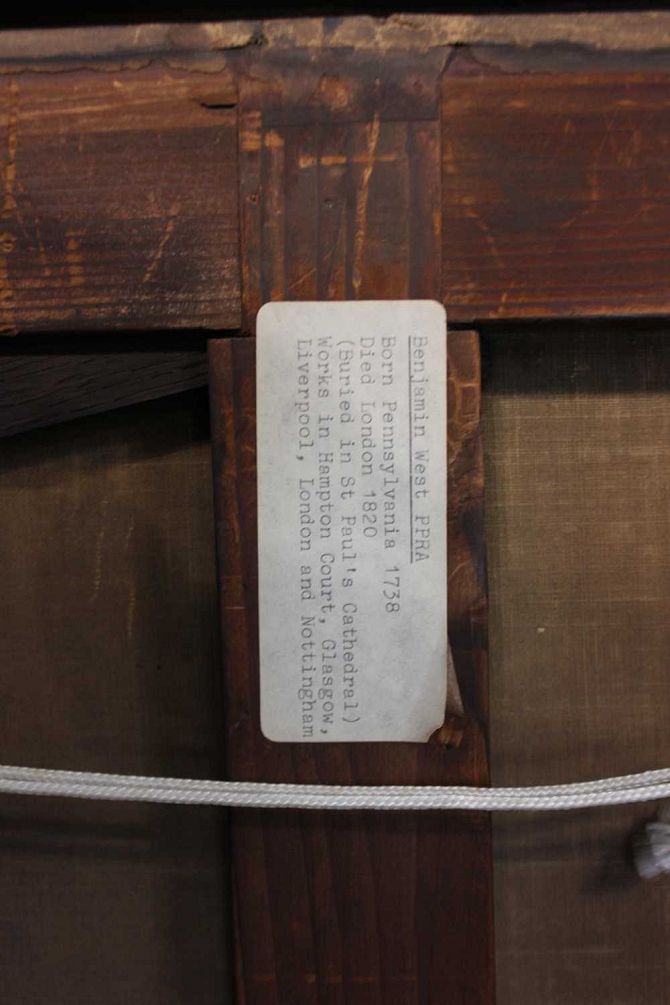 Benjamin West PPRA
Born Pennsylvania 1738
Died London 1820
(Buried in St Paul's Cathedral)
Works in Hampton Court, Glasgow,
Liverpool, London and Nottingham